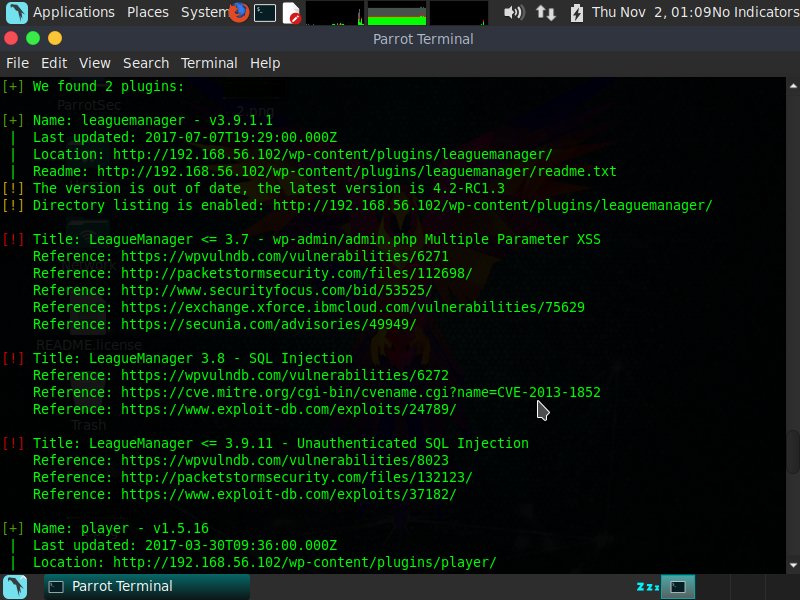 Applications Places System Thu Nov 2, 01:09 No Indicators
Parrot Terminal
File Edit View Search Terminal Help
[+] We found 2 plugins:
ParrotSec
2.png
[+] Name: leaguemanager - v3.9.1.1
| Last updated: 2017-07-07T19:29:00.000Z
| Location: http://192.168.56.102/wp-content/plugins/leaguemanager/
| Readme: http://192.168.56.102/wp-content/plugins/leaguemanager/readme.txt
[!] The version is out of date, the latest version is 4.2-RC1.3
[!] Directory listing is enabled: http://192.168.56.102/wp-content/plugins/leaguemanager/
[!] Title: LeagueManager <= 3.7 - wp-admin/admin.php Multiple Parameter XSS
Reference: https://wpvulndb.com/vulnerabilities/6271
Reference: http://packetstormsecurity.com/files/112698/
Reference: http://www.securityfocus.com/bid/53525/
Reference: https://exchange.xforce.ibmcloud.com/vulnerabilities/75629
Reference: https://secunia.com/advisories/49949/
README.license
[!] Title: LeagueManager 3.8 - SQL Injection
Reference: https://wpvulndb.com/vulnerabilities/6272
Reference: https://cve.mitre.org/cgi-bin/cvename.cgi?name=CVE-2013-1852
Reference: https://www.exploit-db.com/exploits/24789/
Trash
[!] Title: LeagueManager <= 3.9.11 - Unauthenticated SQL Injection
Reference: https://wpvulndb.com/vulnerabilities/8023
Reference: http://packetstormsecurity.com/files/132123/
Reference: https://www.exploit-db.com/exploits/37182/
[+] Name: player - v1.5.16
| Last updated: 2017-03-30T09:36:00.000Z
| Location: http://192.168.56.102/wp-content/plugins/player/
Parrot Terminal zzz